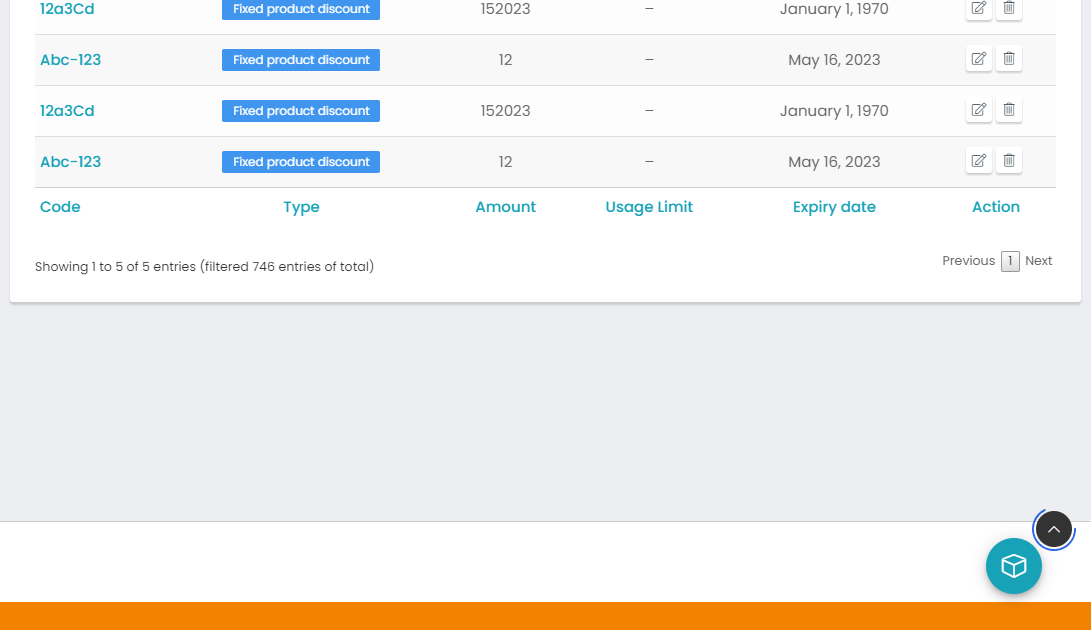 12a3Cd Fixed product discount 152023 – January 1, 1970
Abc-123 Fixed product discount 12 – May 16, 2023
12a3Cd Fixed product discount 152023 – January 1, 1970
Abc-123 Fixed product discount 12 – May 16, 2023
Code Type Amount Usage Limit Expiry date Action
Showing 1 to 5 of 5 entries (filtered 746 entries of total) Previous 1 Next